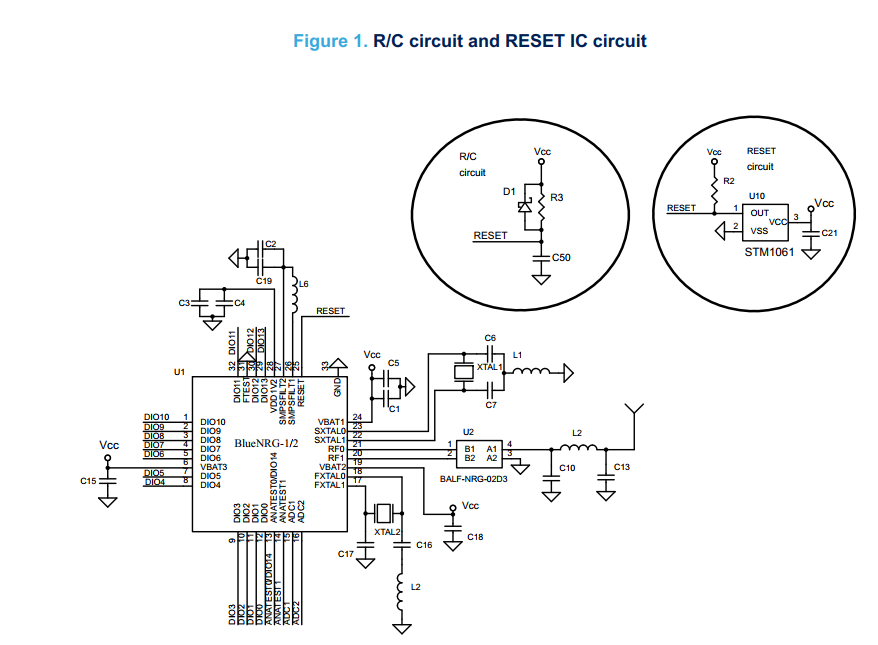 Figure 1. R/C circuit and RESET IC circuit
R/C
circuit
Vcc
D1
R3
RESET
C50
RESET
circuit
Vcc
R2
U10
RESET
1
OUT
VCC
3
Vcc
2
VSS
C21
STM1061
C2
C19
L6
C3
C4
RESET
DIO11
DIO12
DIO13
32
31
30
29
28
27
26
25
33
U1
DIO11
FTEST
DIO12
DIO13
VDD1V2
SMPSFILT2
SMPSFILT1
RESET
GND
Vcc
C5
C1
C6
XTAL1
L1
C7
DIO10 1 DIO10
DIO9 2 DIO9
DIO8 3 DIO8
DIO7 4 DIO7
DIO6 5 DIO6
6 VBAT3
DIO5 7 DIO5
DIO4 8 DIO4
Vcc
C15
BlueNRG-1/2
VBAT1 24
SXTAL0 23
SXTAL1 22
RF0 21
RF1 20
VBAT2 19
FXTAL0 18
FXTAL1 17
U2
1 B1 A1 4
2 B2 A2 3
BALF-NRG-02D3
L2
C10
C13
Vcc
C18
XTAL2
C17
C16
L2
DIO3
DIO2
DIO1
DIO0
ANATEST0/DIO14
ANATEST1
ADC1
ADC2
9
10
11
12
13
14
15
16
DIO3
DIO2
DIO1
DIO0
ANATEST0/DIO14
ANATEST1
ADC1
ADC2